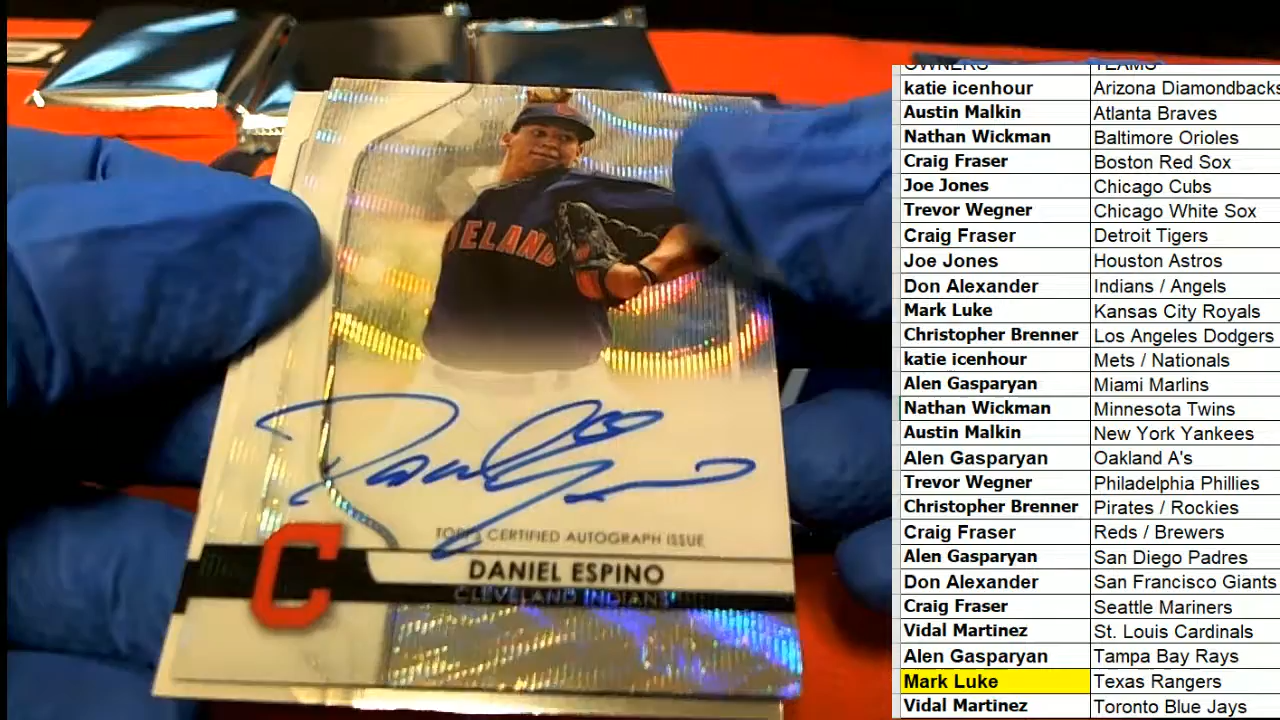 ELAND
TOPPS CERTIFIED AUTOGRAPH ISSUE
C
DANIEL ESPINO
CLEVELAND INDIANS
OWNERS TEAMS
katie icenhour Arizona Diamondbacks
Austin Malkin Atlanta Braves
Nathan Wickman Baltimore Orioles
Craig Fraser Boston Red Sox
Joe Jones Chicago Cubs
Trevor Wegner Chicago White Sox
Craig Fraser Detroit Tigers
Joe Jones Houston Astros
Don Alexander Indians / Angels
Mark Luke Kansas City Royals
Christopher Brenner Los Angeles Dodgers
katie icenhour Mets / Nationals
Alen Gasparyan Miami Marlins
Nathan Wickman Minnesota Twins
Austin Malkin New York Yankees
Alen Gasparyan Oakland A's
Trevor Wegner Philadelphia Phillies
Christopher Brenner Pirates / Rockies
Craig Fraser Reds / Brewers
Alen Gasparyan San Diego Padres
Don Alexander San Francisco Giants
Craig Fraser Seattle Mariners
Vidal Martinez St. Louis Cardinals
Alen Gasparyan Tampa Bay Rays
Mark Luke Texas Rangers
Vidal Martinez Toronto Blue Jays